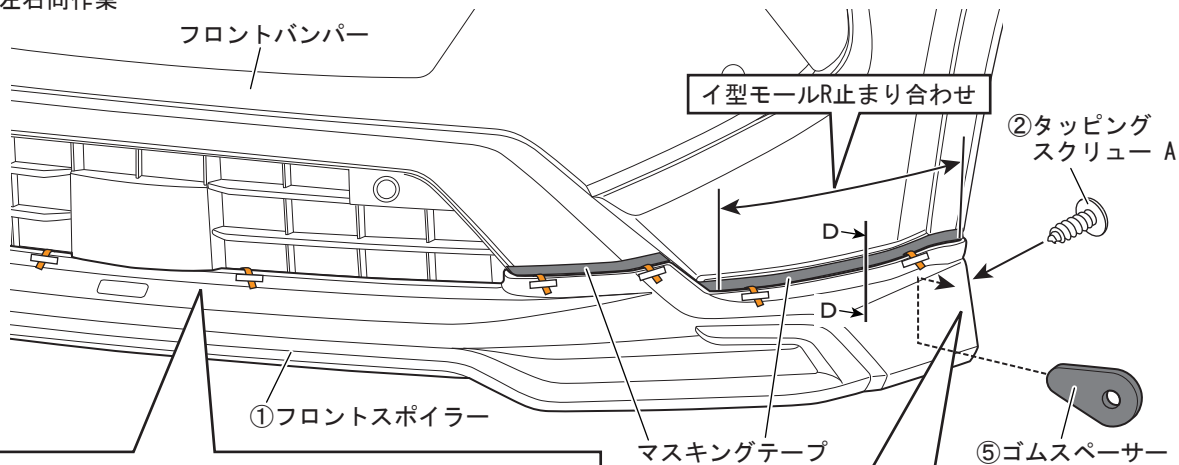 左右同作業
フロントバンパー
イ型モールR止まり合わせ
②タッピング
スクリュー A
D
D
①フロントスポイラー
マスキングテープ
⑤ゴムスペーサー